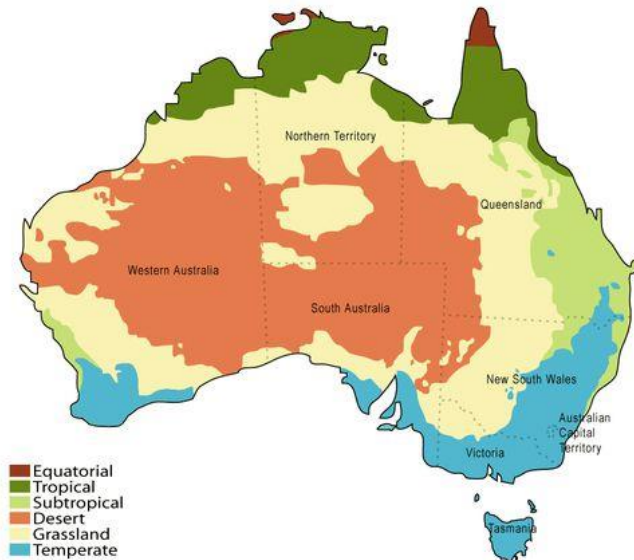 Northern Territory
Queensland
Western Australia
South Australia
New South Wales
Australian
Capital
Territory
Victoria
Tasmania
Equatorial
Tropical
Subtropical
Desert
Grassland
Temperate